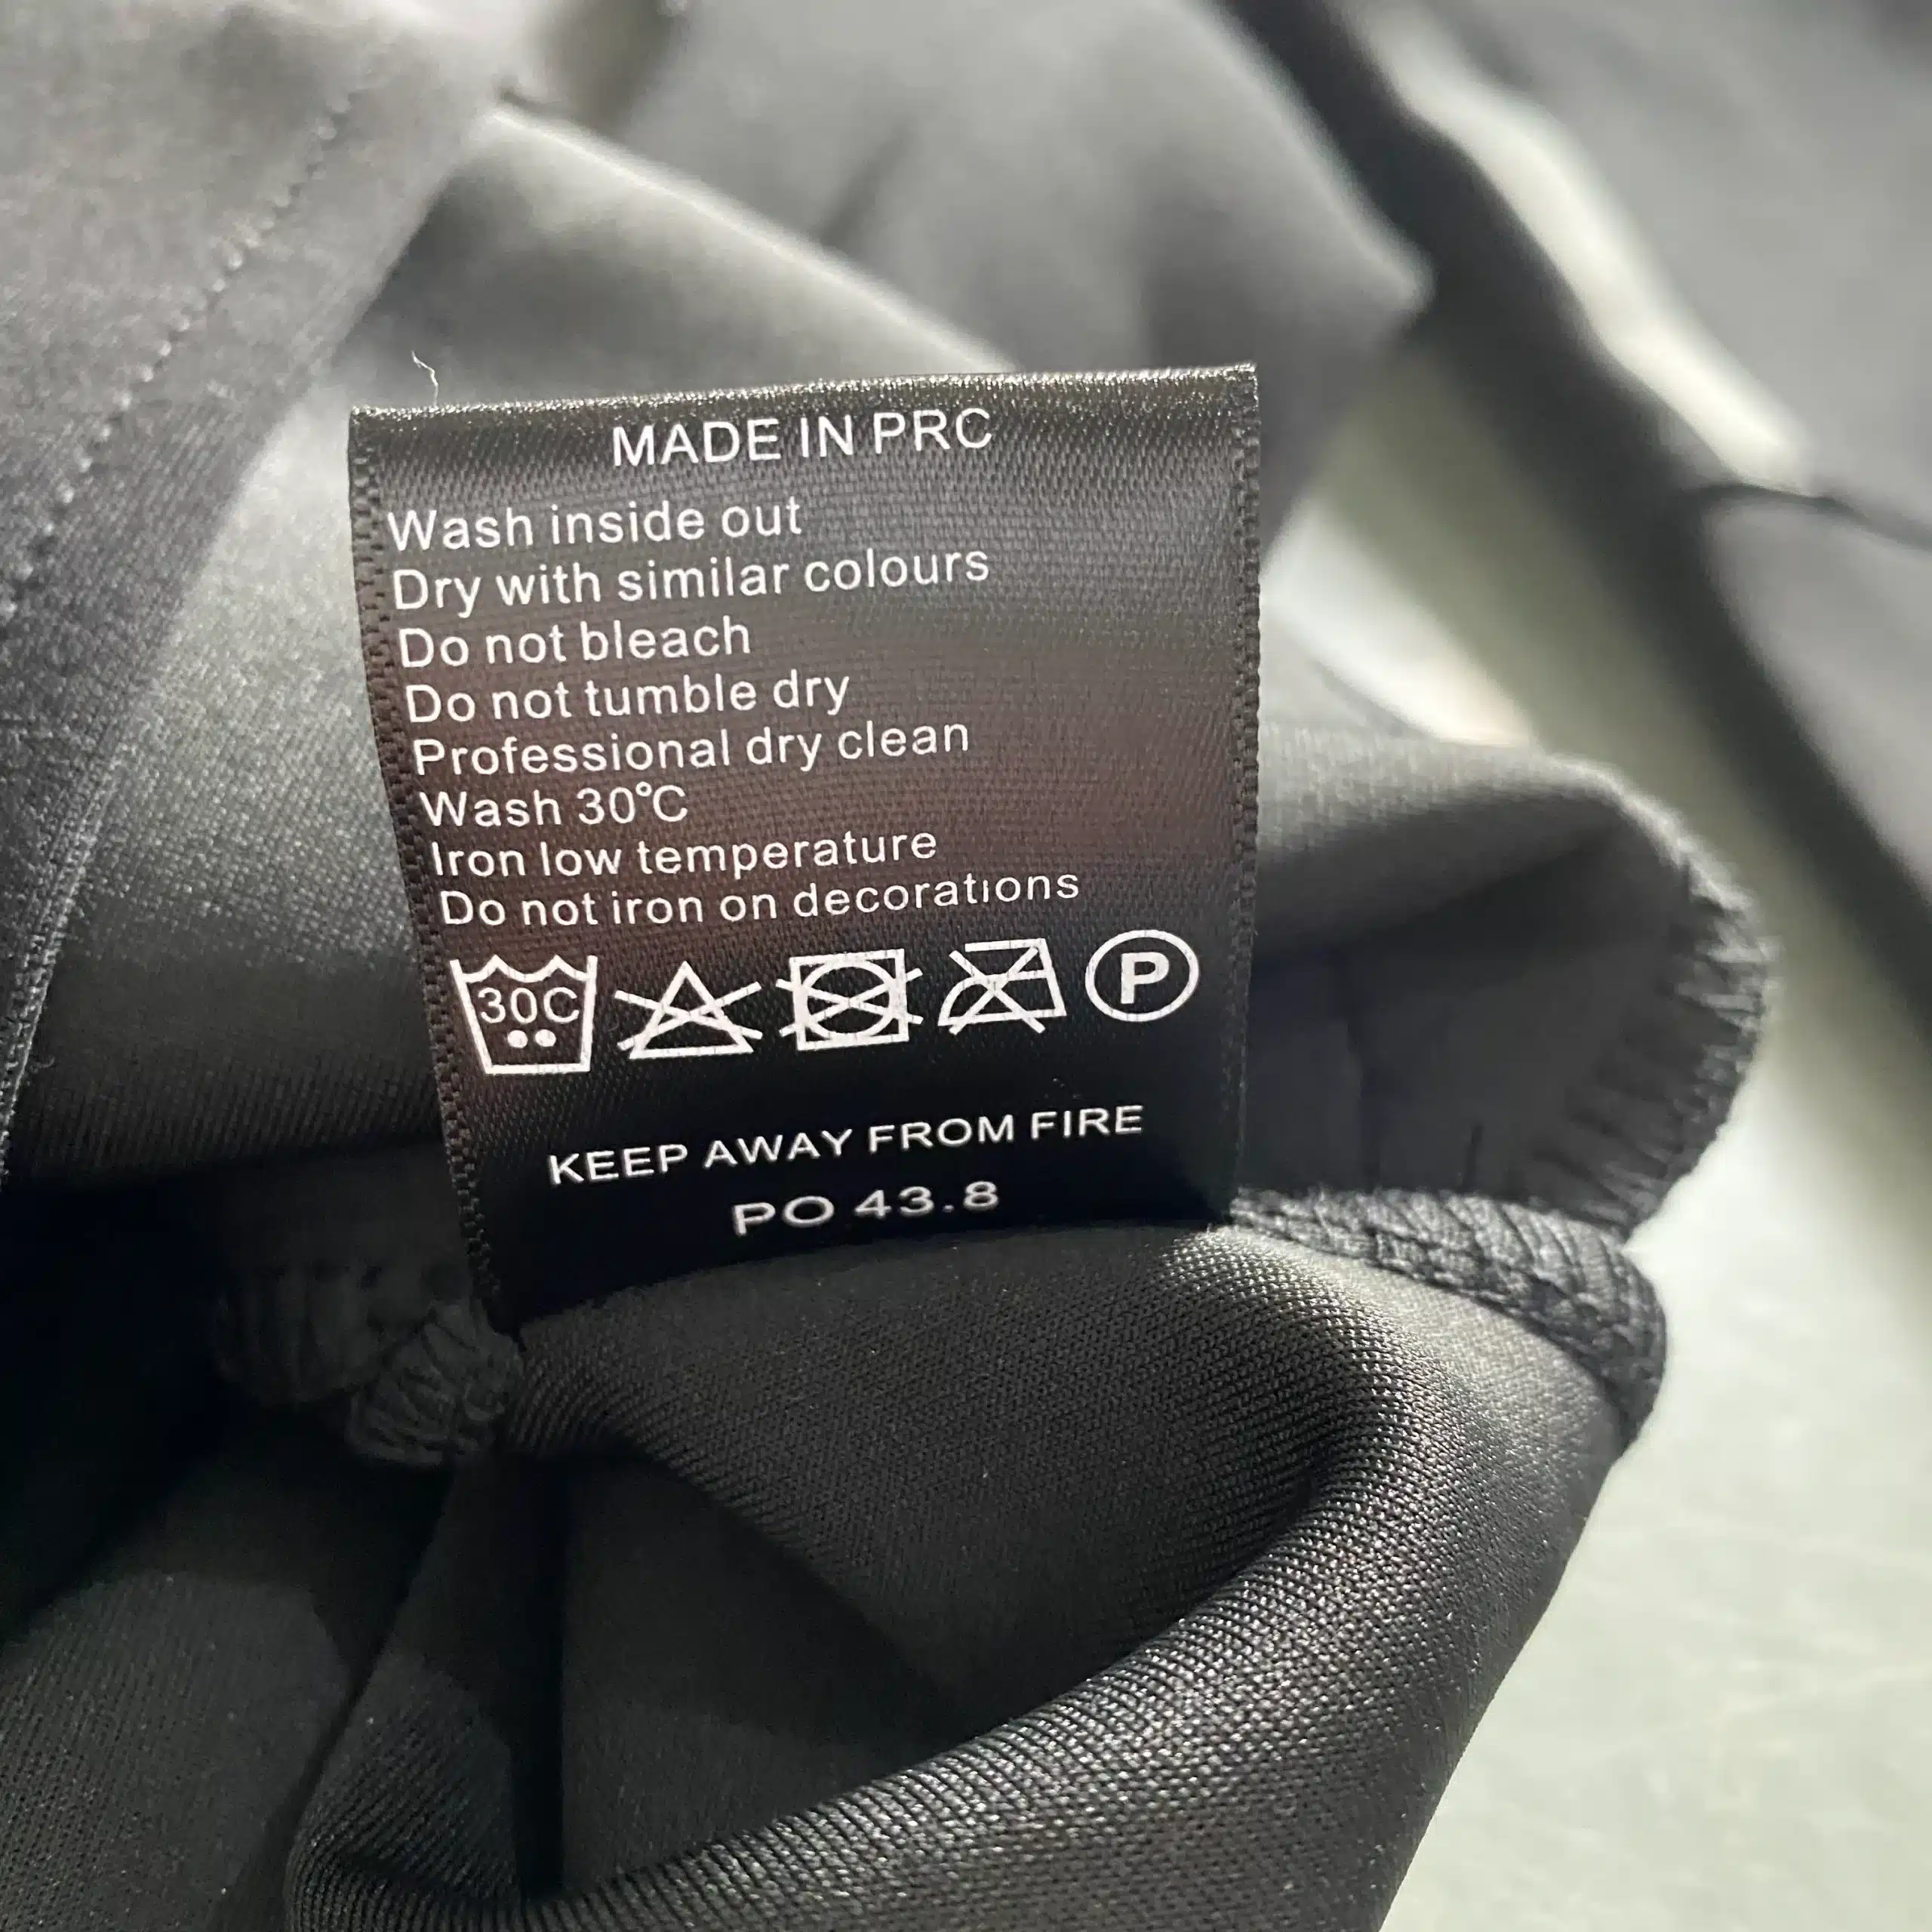 MADE IN PRC
Wash inside out
Dry with similar colours
Do not bleach
Do not tumble dry
Professional dry clean
Wash 30°C
Iron low temperature
Do not iron on decorations
30C P
KEEP AWAY FROM FIRE
PO 43.8